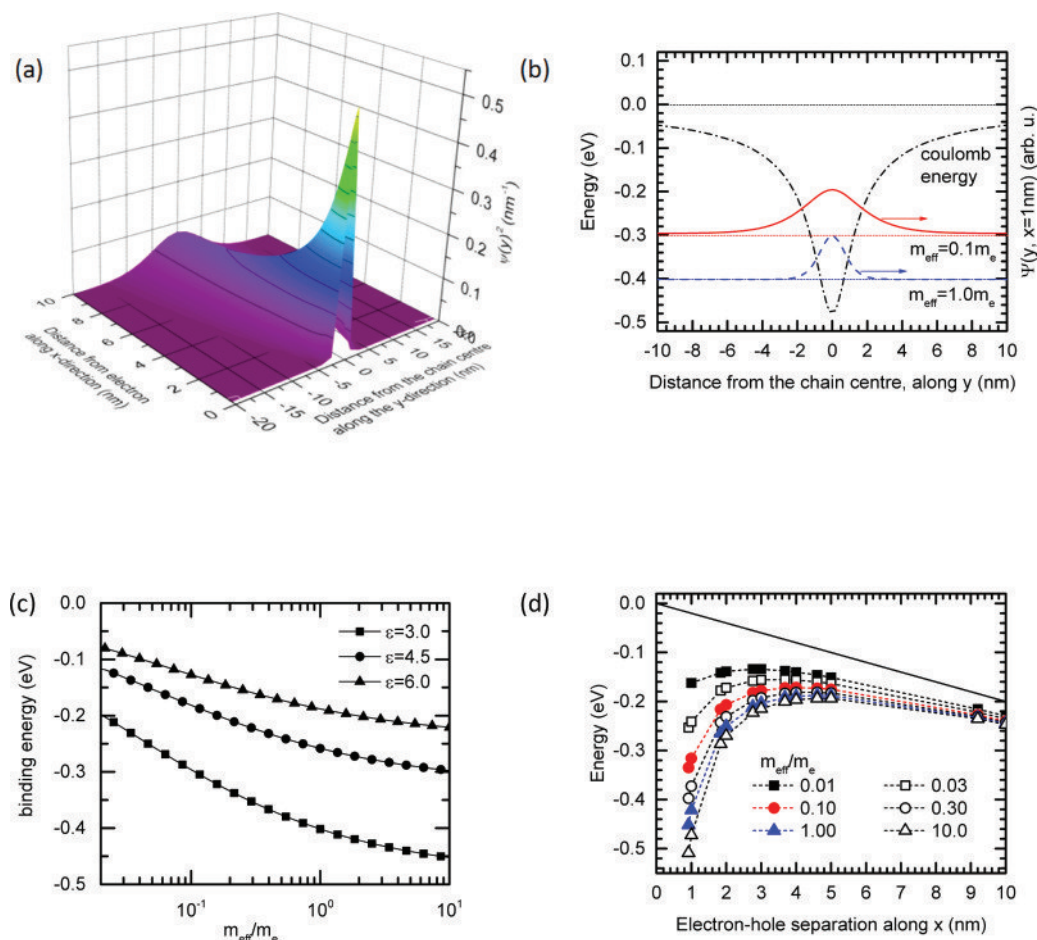 (a)
0.5
0.4
0.3
0.2
0.1
ψ(y)² (nm⁻¹)
10
8
6
4
2
0
Distance from electron
along x-direction (nm)
-20
-15
-10
-5
0
5
10
15
Distance from the chain centre
along the y-direction (nm)
(b)
0.1
0.0
-0.1
-0.2
-0.3
-0.4
-0.5
Energy (eV)
coulomb
energy
m_eff=0.1m_e
m_eff=1.0m_e
Ψ(y, x=1nm) (arb. u.)
-10 -8 -6 -4 -2 0 2 4 6 8 10
Distance from the chain centre, along y (nm)
(c)
0.0
-0.1
-0.2
-0.3
-0.4
-0.5
binding energy (eV)
ε=3.0
ε=4.5
ε=6.0
10⁻¹ 10⁰ 10¹
m_eff/m_e
(d)
0.0
-0.1
-0.2
-0.3
-0.4
-0.5
Energy (eV)
m_eff/m_e
0.01 0.03
0.10 0.30
1.00 10.0
0 1 2 3 4 5 6 7 8 9 10
Electron-hole separation along x (nm)